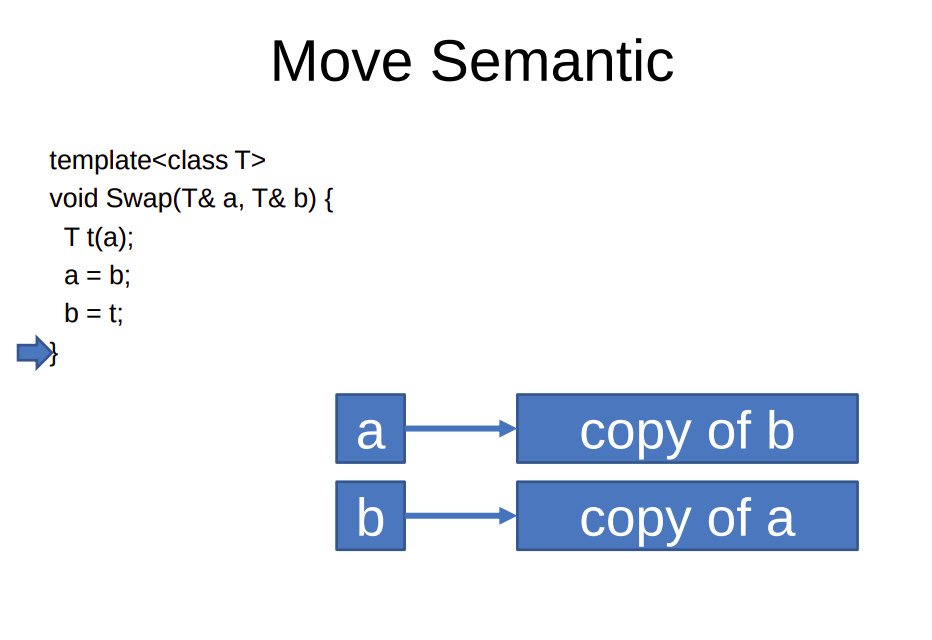 Move Semantic
template<class T>
void Swap(T& a, T& b) {
T t(a);
a = b;
b = t;
}
a copy of b
b copy of a